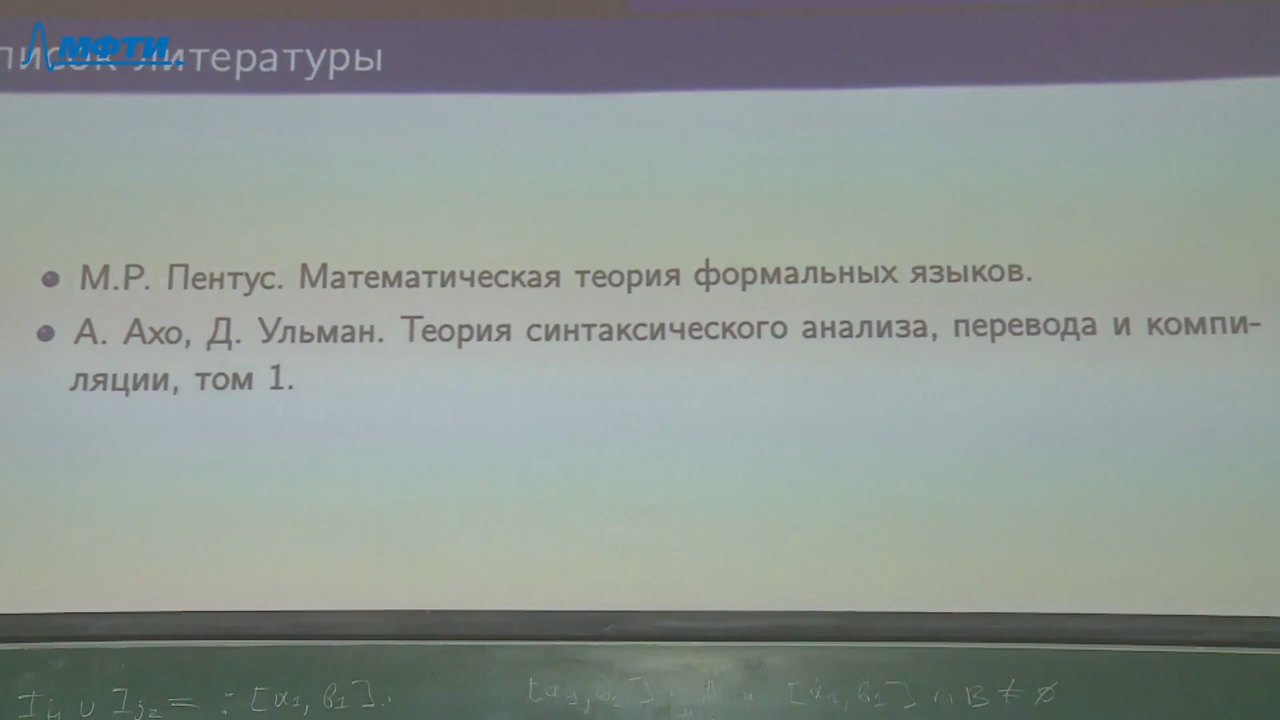 МФТИ
писок литературы
М.Р. Пентус. Математическая теория формальных языков.
А. Ахо, Д. Ульман. Теория синтаксического анализа, перевода и компи-
ляции, том 1.